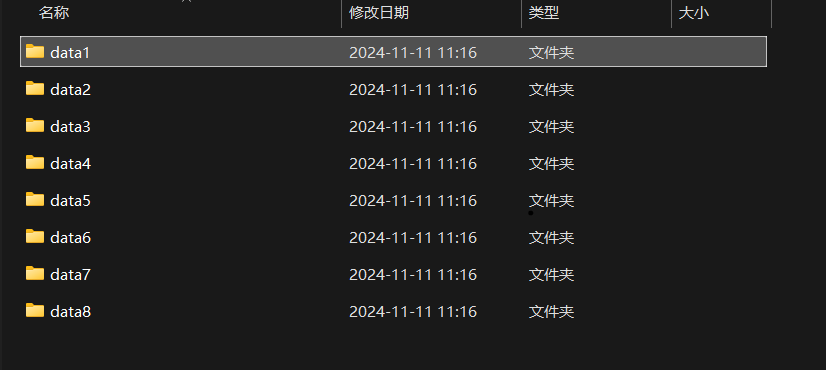 名称 修改日期 类型 大小
data1 2024-11-11 11:16 文件夹
data2 2024-11-11 11:16 文件夹
data3 2024-11-11 11:16 文件夹
data4 2024-11-11 11:16 文件夹
data5 2024-11-11 11:16 文件夹
data6 2024-11-11 11:16 文件夹
data7 2024-11-11 11:16 文件夹
data8 2024-11-11 11:16 文件夹